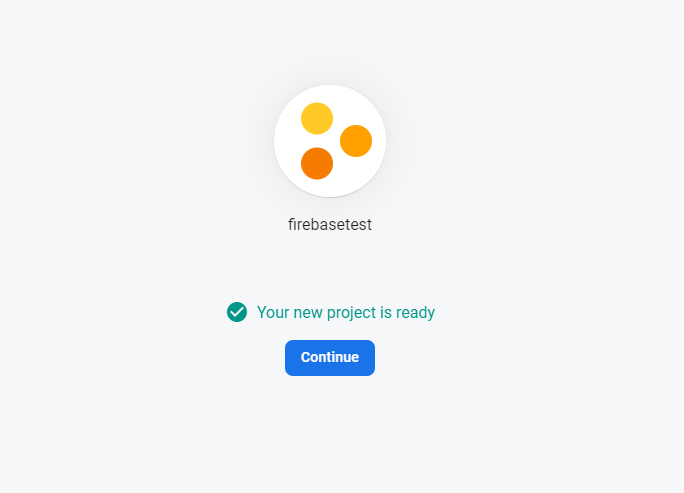 firebasetest
Your new project is ready
Continue